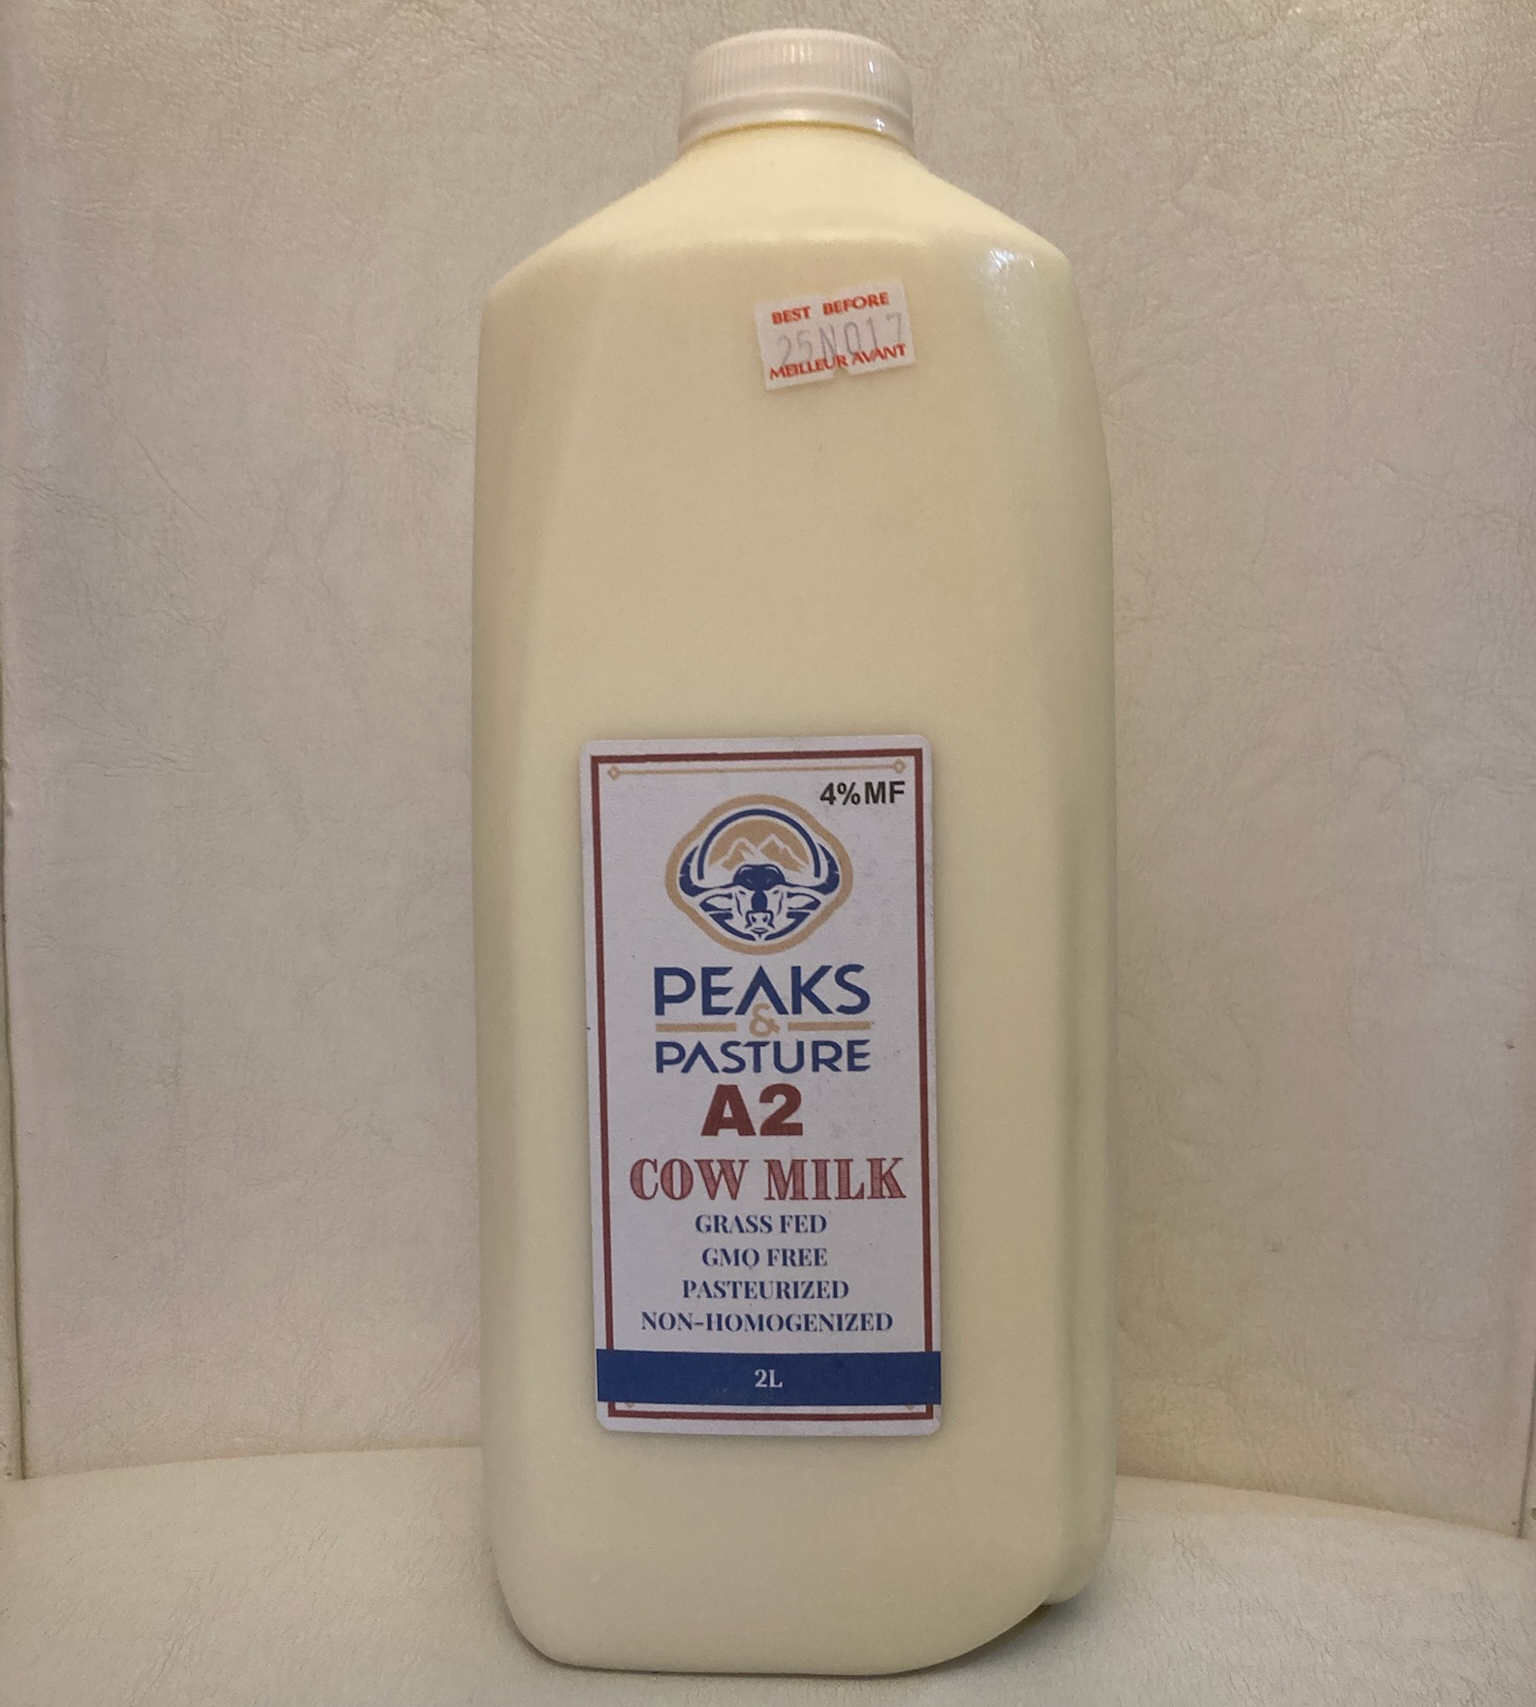 BEST BEFORE
25NO17
MEILLEUR AVANT
4%MF
PEAKS
&
PASTURE
A2
COW MILK
GRASS FED
GMO FREE
PASTEURIZED
NON-HOMOGENIZED
2L